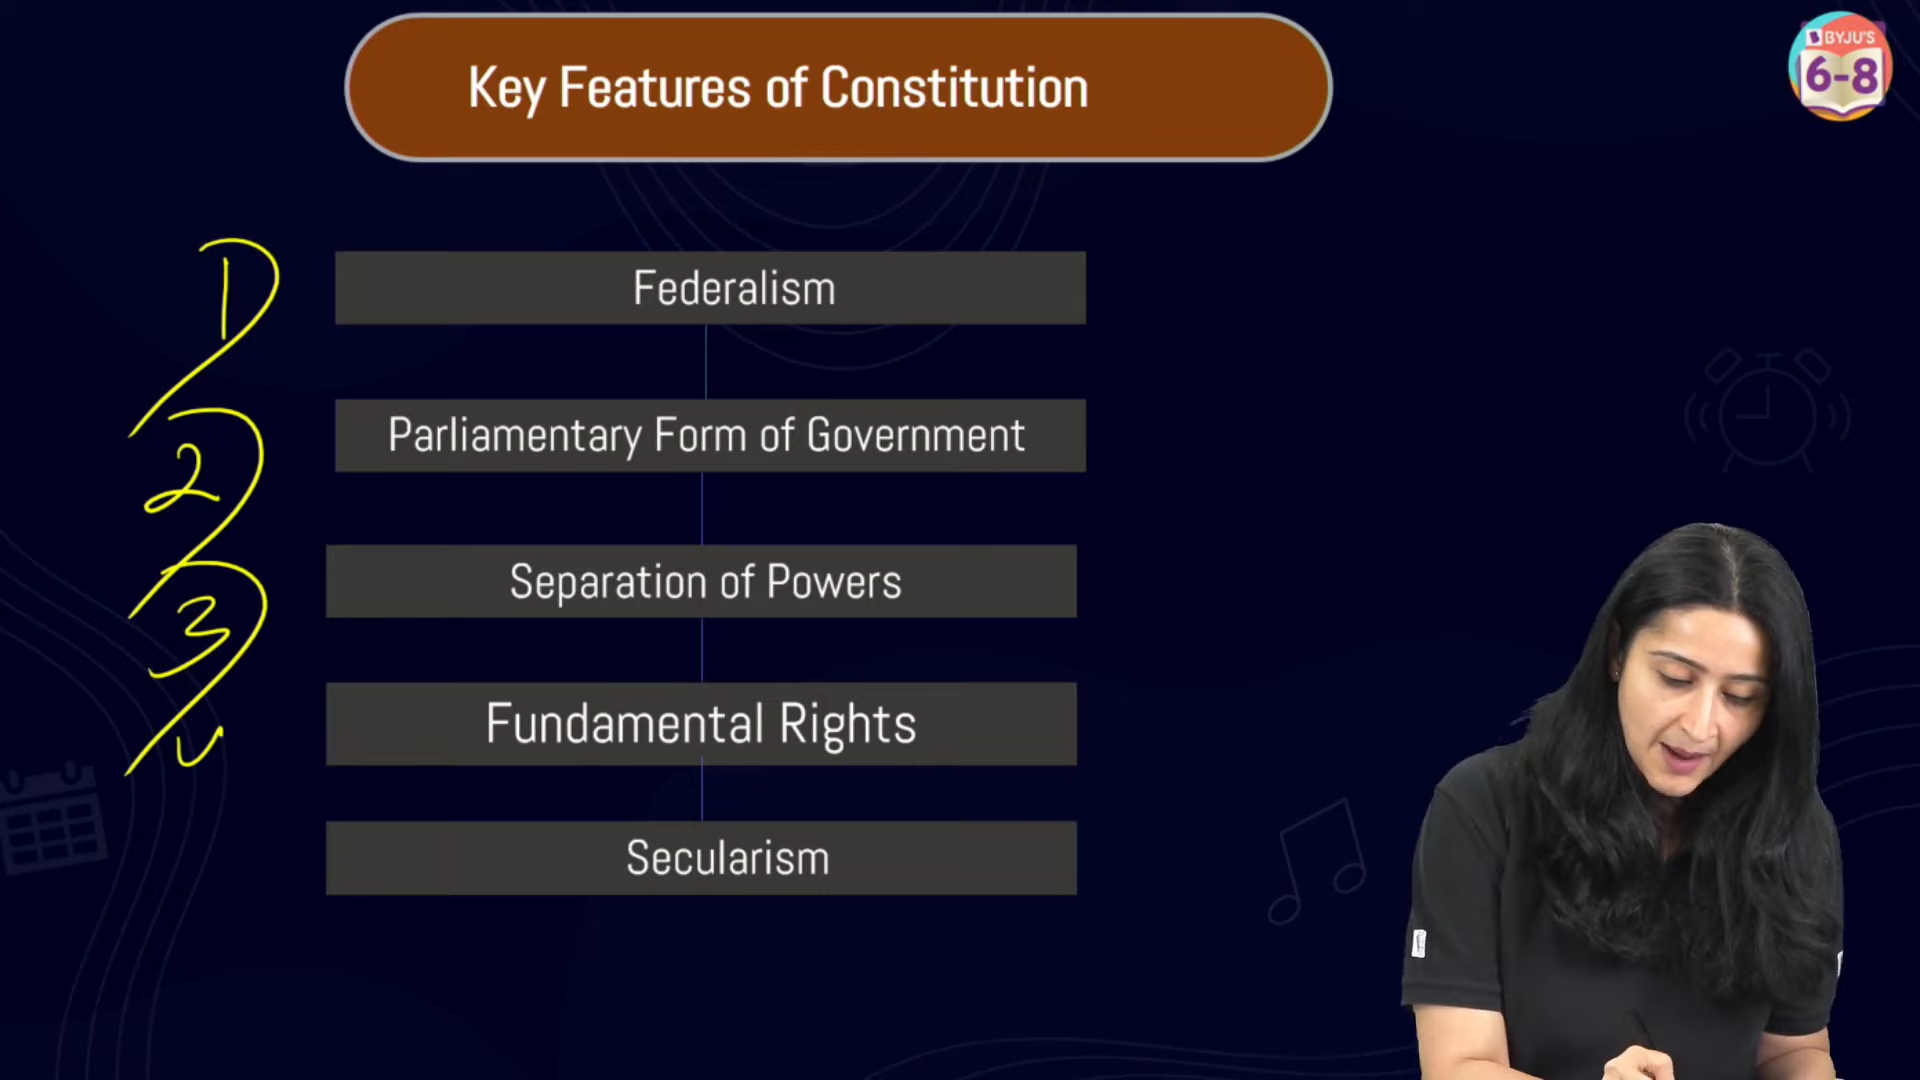 Key Features of Constitution
BYJU'S
6-8
1
Federalism
2
Parliamentary Form of Government
3
Separation of Powers
Fundamental Rights
Secularism